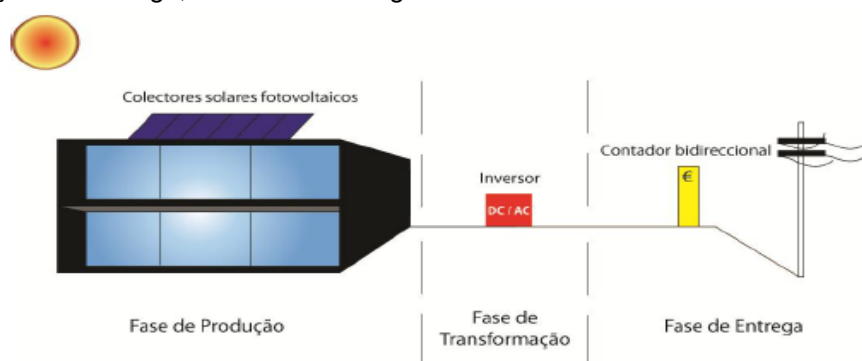 Colectores solares fotovoltaicos
Contador bidireccional
€
Inversor
DC / AC
Fase de Produção
Fase de
Transformação
Fase de Entrega